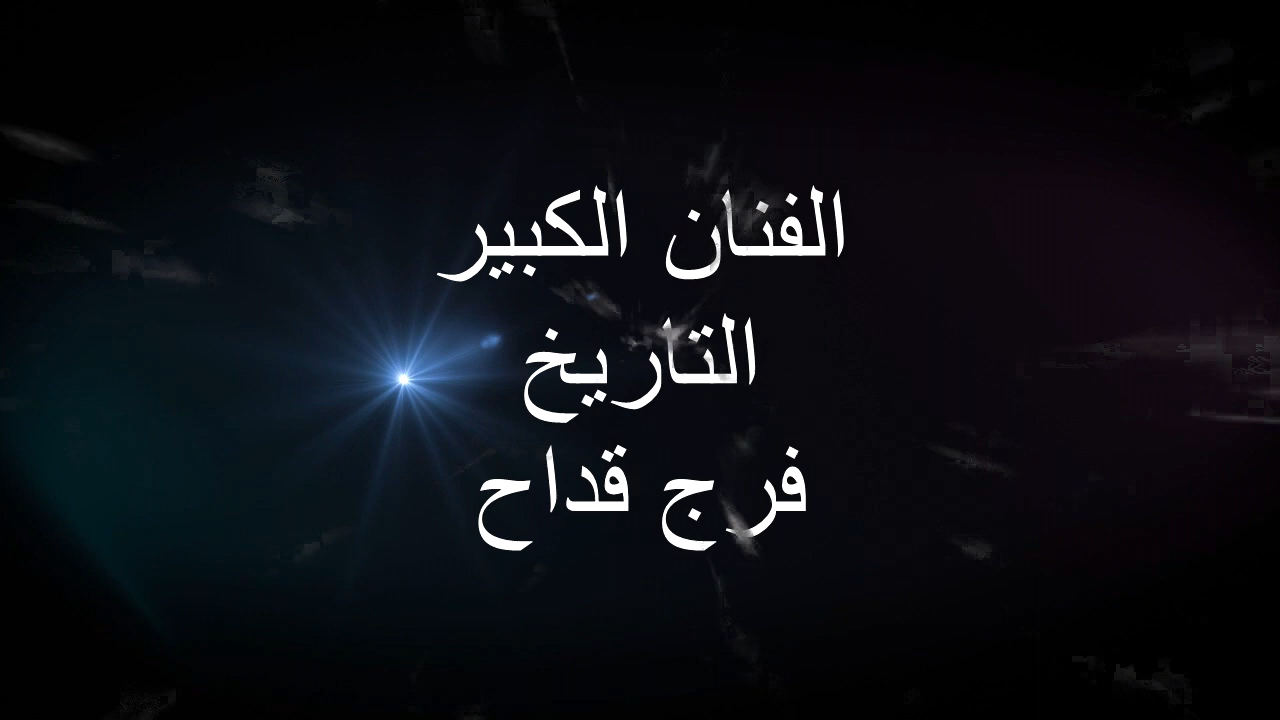 الفنان الكبير
التاريخ
فرج قداح